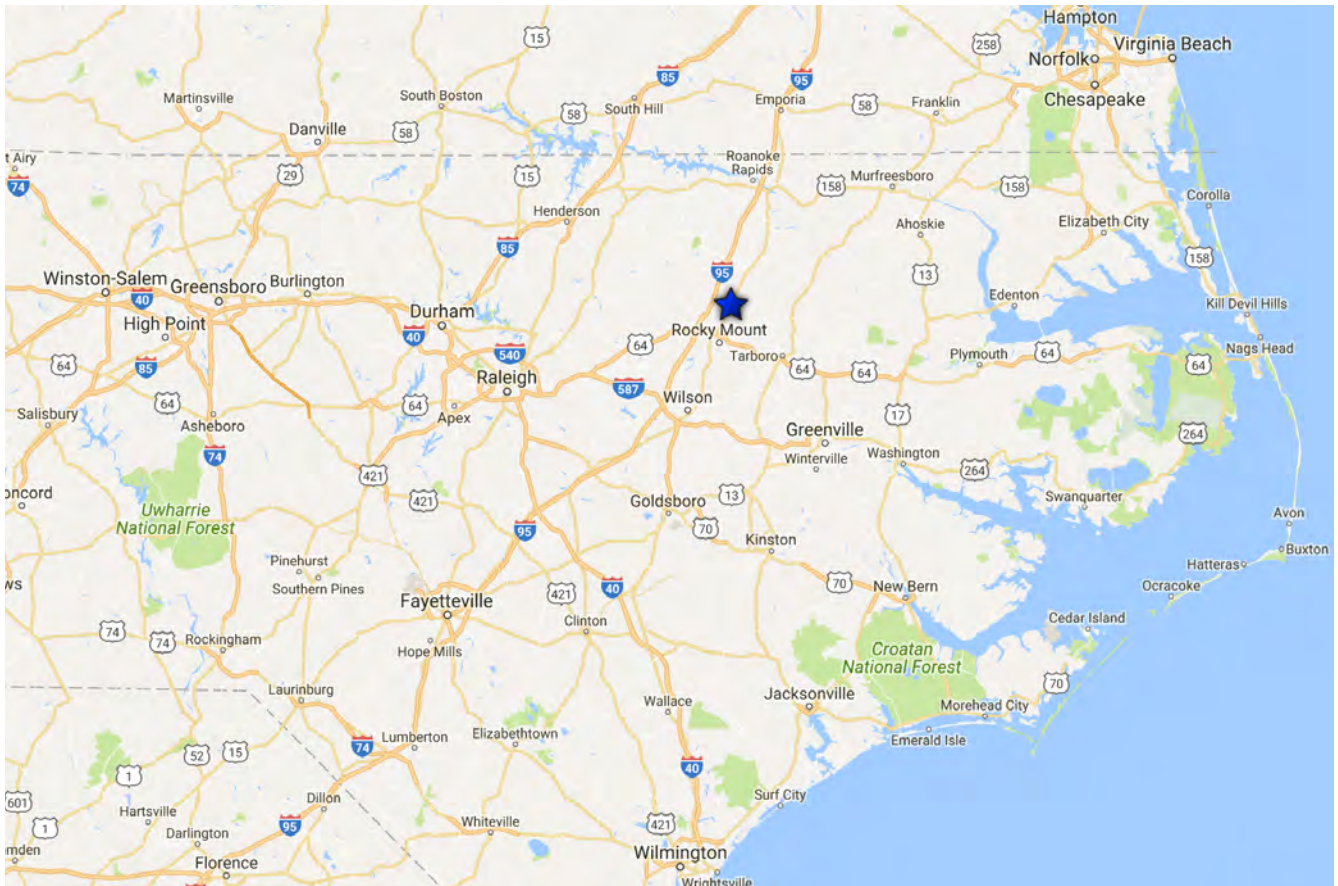 Hampton
15
258
Virginia Beach
Norfolk
85
95
Martinsville
South Boston
South Hill
Emporia
58
Franklin
58
Chesapeake
58
Danville
58
t Airy
29
15
Roanoke
Rapids
74
158
Murfreesboro
158
Corolla
Henderson
Ahoskie
Elizabeth City
85
95
13
158
Winston-Salem
Greensboro
Burlington
40
Edenton
Kill Devil Hills
High Point
Durham
40
Rocky Mount
64
Nags Head
540
Tarboro
Plymouth
64
64
64
85
64
64
Raleigh
587
64
64
Wilson
Salisbury
Apex
17
Asheboro
Greenville
264
74
Winterville
Washington
421
264
oncord
421
Goldsboro
13
Swanquarter
Uwharrie
National Forest
95
70
Avon
Kinston
Buxton
Pinehurst
Hatteras
ws
Southern Pines
40
70
New Bern
Ocracoke
421
Fayetteville
Clinton
Cedar Island
74
74
Rockingham
Hope Mills
Croatan
National Forest
70
Laurinburg
Wallace
Jacksonville
Morehead City
Elizabethtown
Lumberton
74
Emerald Isle
52
15
1
40
601
Dillon
Surf City
Hartsville
95
Whiteville
421
1
Darlington
mden
Florence
Wilmington
Wrightsville